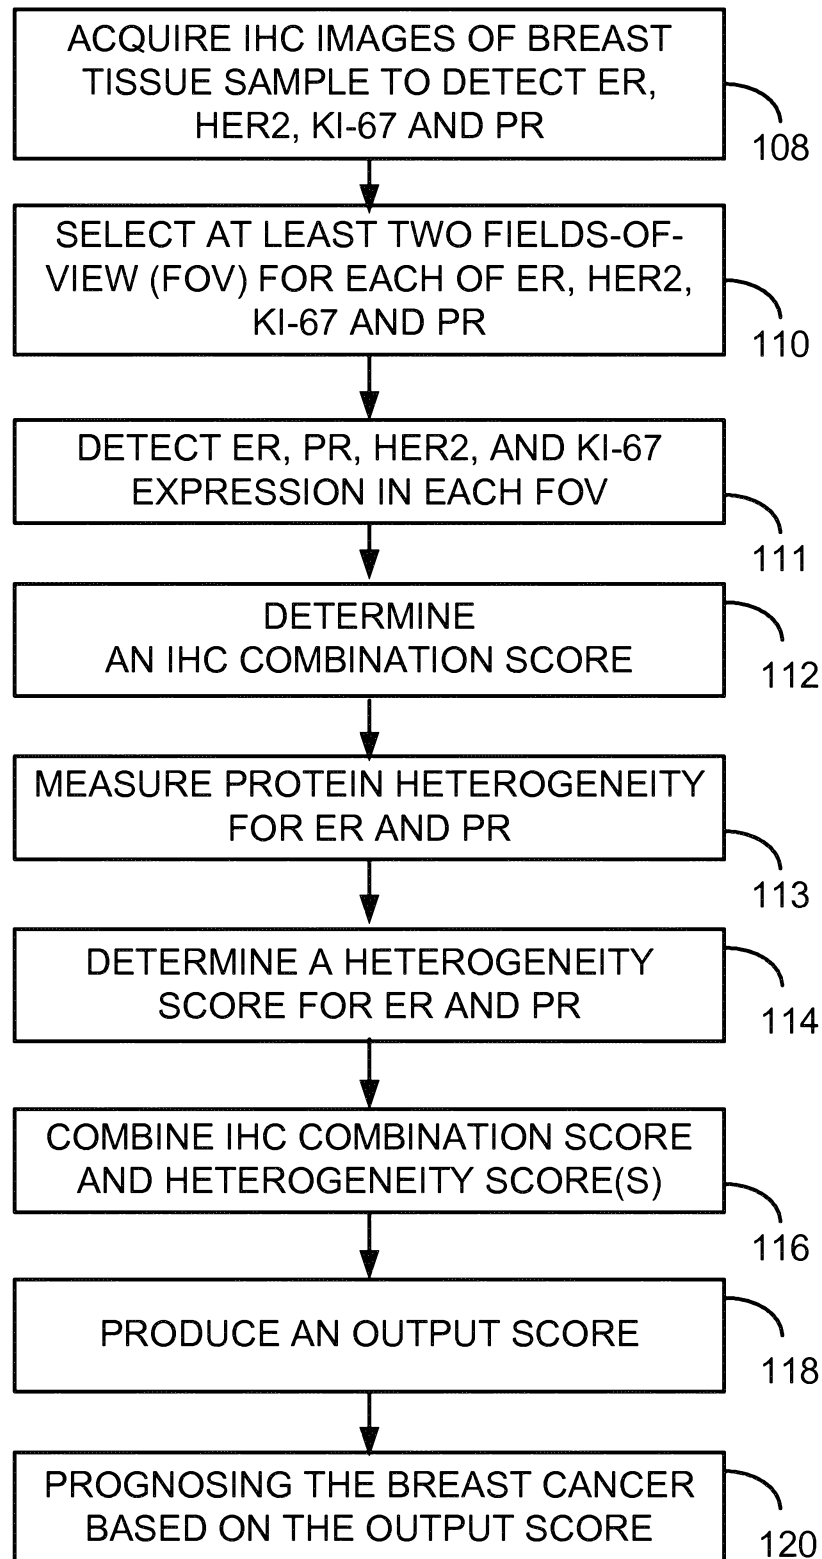 ACQUIRE IHC IMAGES OF BREAST
TISSUE SAMPLE TO DETECT ER,
HER2, KI-67 AND PR
108
SELECT AT LEAST TWO FIELDS-OF-
VIEW (FOV) FOR EACH OF ER, HER2,
KI-67 AND PR
110
DETECT ER, PR, HER2, AND KI-67
EXPRESSION IN EACH FOV
111
DETERMINE
AN IHC COMBINATION SCORE
112
MEASURE PROTEIN HETEROGENEITY
FOR ER AND PR
113
DETERMINE A HETEROGENEITY
SCORE FOR ER AND PR
114
COMBINE IHC COMBINATION SCORE
AND HETEROGENEITY SCORE(S)
116
PRODUCE AN OUTPUT SCORE
118
PROGNOSING THE BREAST CANCER
BASED ON THE OUTPUT SCORE
120